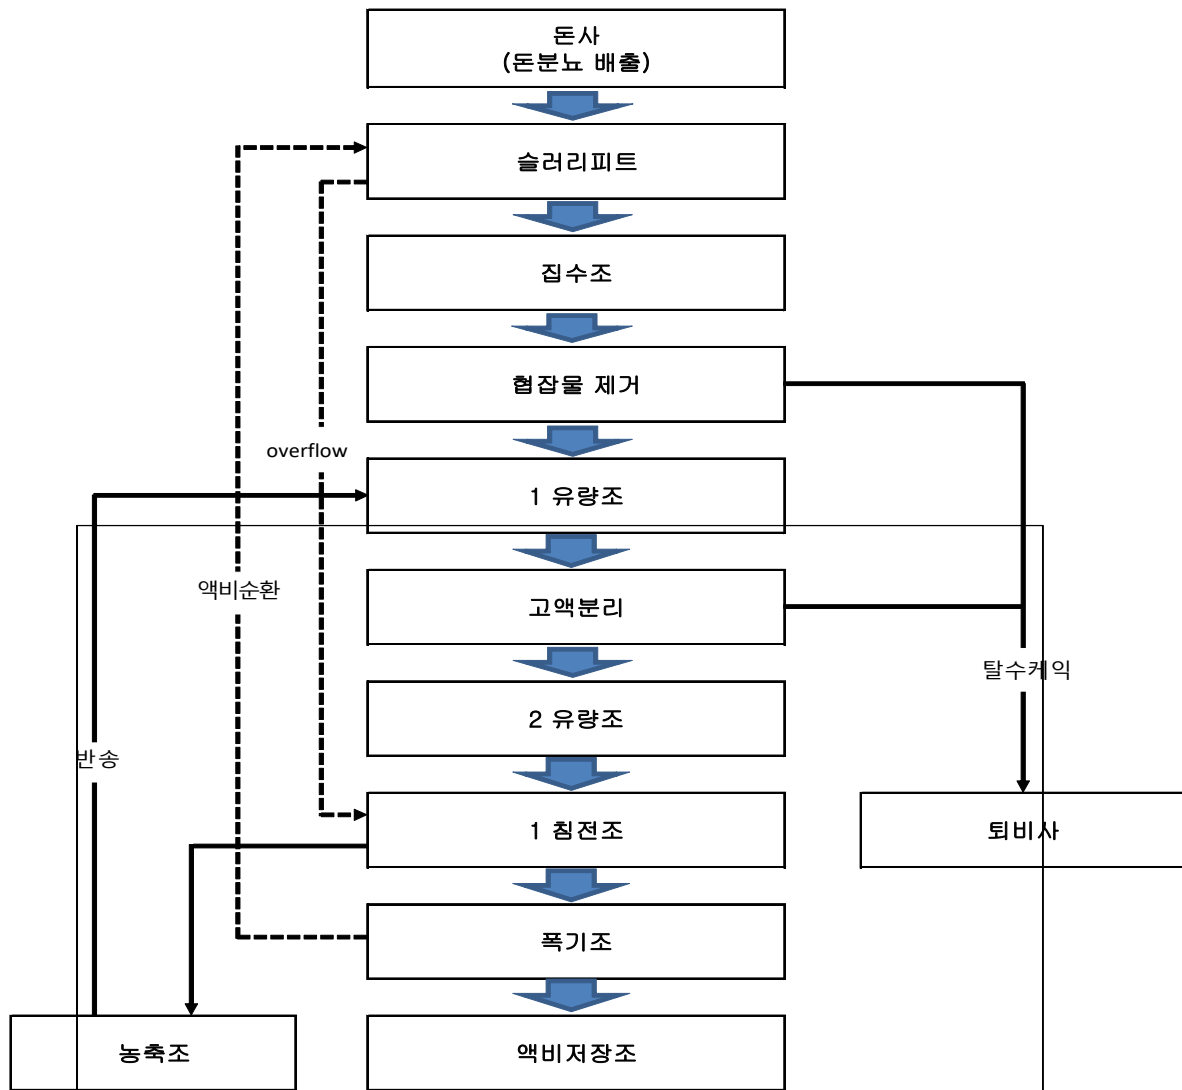 돈사
(돈분뇨 배출)
슬러리피트
집수조
협잡물 제거
overflow
1 유량조
액비순환
고액분리
탈수케익
2 유량조
반송
1 침전조
퇴비사
폭기조
농축조
액비저장조